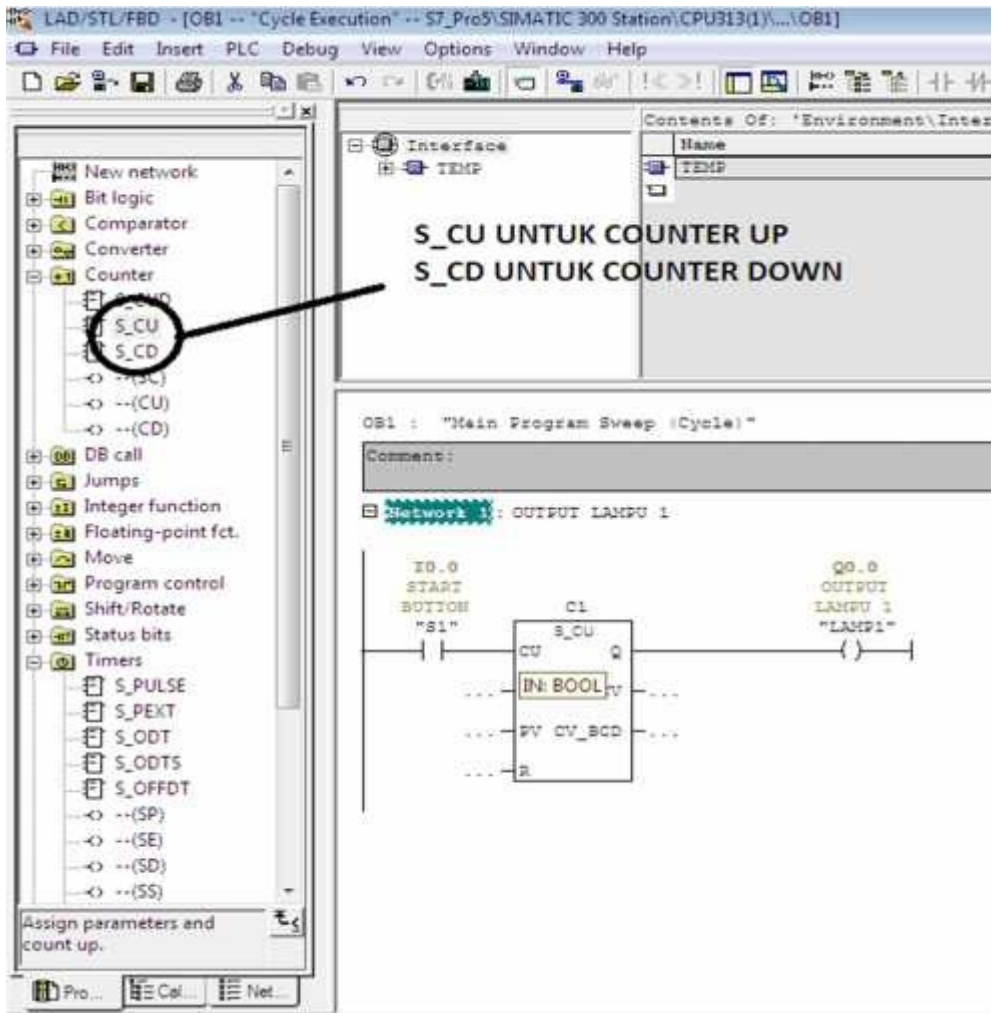 LAD/STL/FBD - [OB1 -- "Cycle Execution" -- S7_Pro5\SIMATIC 300 Station\CPU313(1)\...\OB1]
File Edit Insert PLC Debug View Options Window Help
Contents Of: 'Environment\Inter
Interface
TEMP
Name
TEMP
New network
Bit logic
Comparator
Converter
Counter
S_CUD
S_CU
S_CD
--(SC)
--(CU)
--(CD)
DB call
Jumps
Integer function
Floating-point fct.
Move
Program control
Shift/Rotate
Status bits
Timers
S_PULSE
S_PEXT
S_ODT
S_ODTS
S_OFFDT
--(SP)
--(SE)
--(SD)
--(SS)
Assign parameters and
count up.
Pro... Cal... Net...
S_CU UNTUK COUNTER UP
S_CD UNTUK COUNTER DOWN
OB1 : "Main Program Sweep (Cycle)"
Comment:
Network 1: OUTPUT LAMPU 1
I0.0
START
BUTTON
"S1"
C1
S_CU
CU Q
... IN: BOOL V ...
... PV CV_BCD ...
... R
Q0.0
OUTPUT
LAMPU 1
"LAMP1"